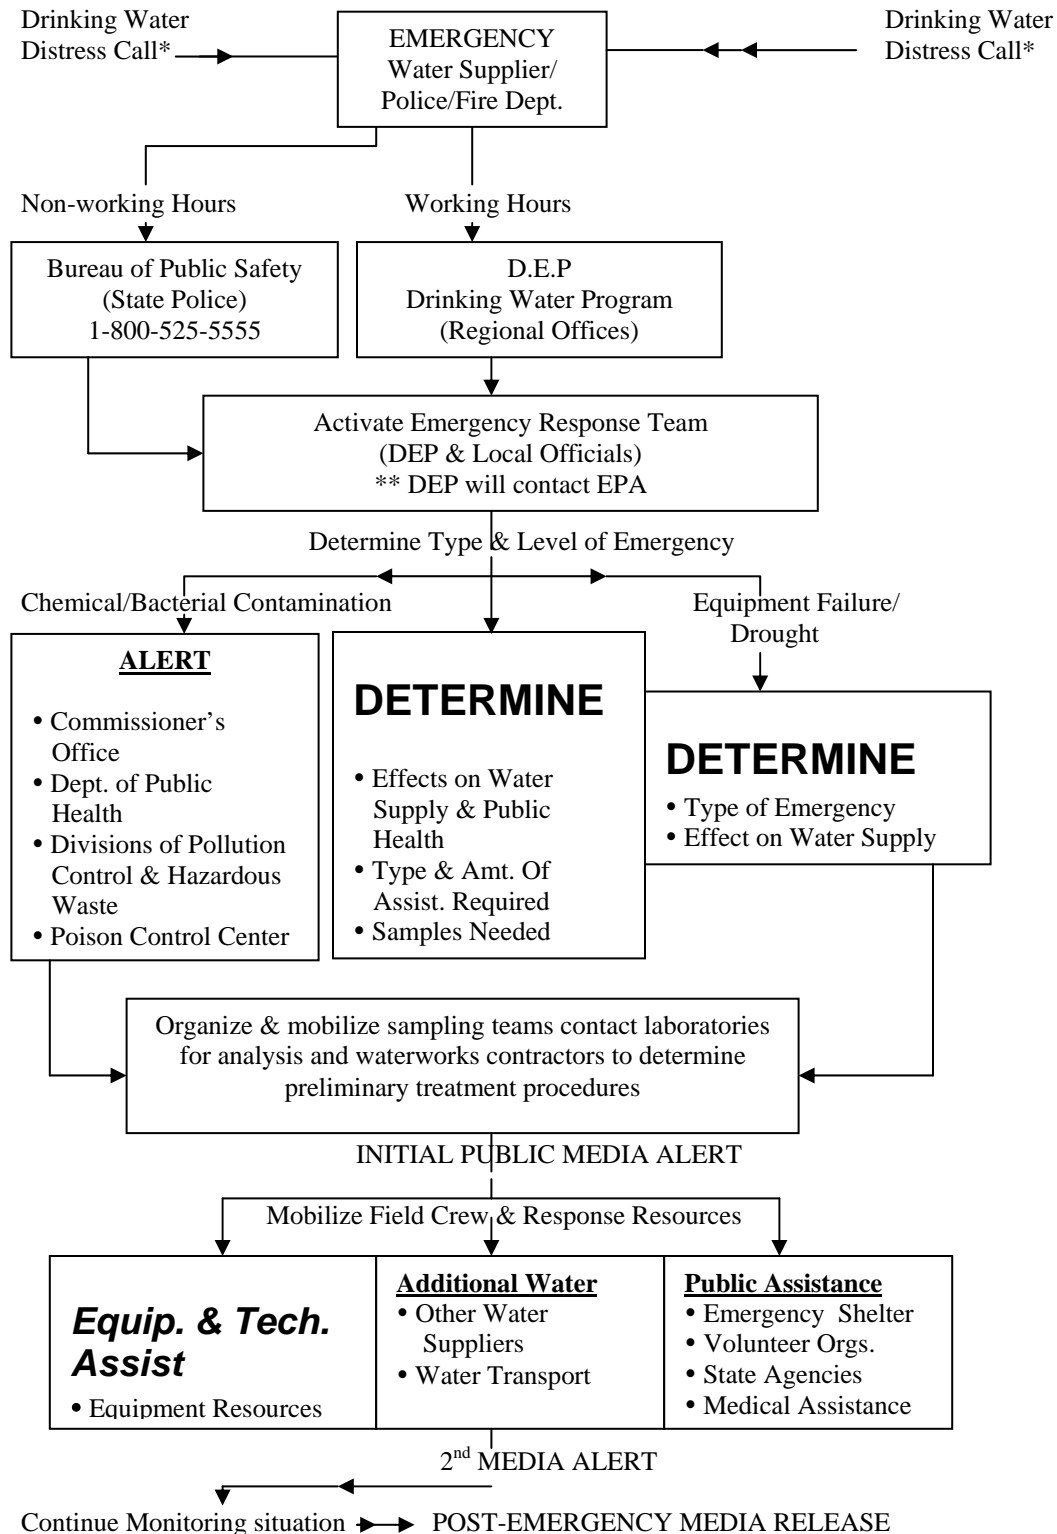 Drinking Water
Distress Call*
EMERGENCY
Water Supplier/
Police/Fire Dept.
Drinking Water
Distress Call*
Non-working Hours
Working Hours
Bureau of Public Safety
(State Police)
1-800-525-5555
D.E.P
Drinking Water Program
(Regional Offices)
Activate Emergency Response Team
(DEP & Local Officials)
** DEP will contact EPA
Determine Type & Level of Emergency
Chemical/Bacterial Contamination
Equipment Failure/
Drought
ALERT
• Commissioner's
Office
• Dept. of Public
Health
• Divisions of Pollution
Control & Hazardous
Waste
• Poison Control Center
DETERMINE
• Effects on Water
Supply & Public
Health
• Type & Amt. Of
Assist. Required
• Samples Needed
DETERMINE
• Type of Emergency
• Effect on Water Supply
Organize & mobilize sampling teams contact laboratories
for analysis and waterworks contractors to determine
preliminary treatment procedures
INITIAL PUBLIC MEDIA ALERT
Mobilize Field Crew & Response Resources
Equip. & Tech.
Assist
• Equipment Resources
Additional Water
• Other Water
Suppliers
• Water Transport
Public Assistance
• Emergency Shelter
• Volunteer Orgs.
• State Agencies
• Medical Assistance
2nd MEDIA ALERT
Continue Monitoring situation
POST-EMERGENCY MEDIA RELEASE